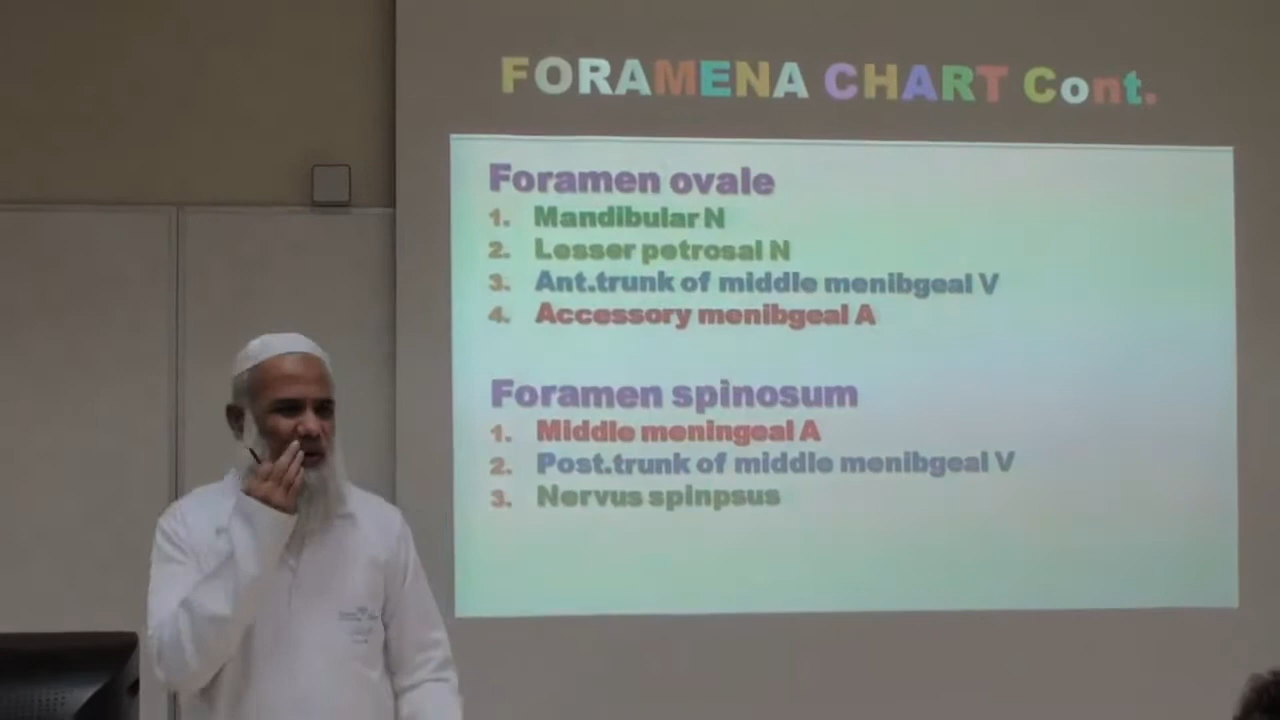 FORAMENA CHART Cont.
Foramen ovale
1. Mandibular N
2. Lesser petrosal N
3. Ant.trunk of middle menibgeal V
4. Accessory menibgeal A
Foramen spinosum
1. Middle meningeal A
2. Post.trunk of middle menibgeal V
3. Nervus spinpsus